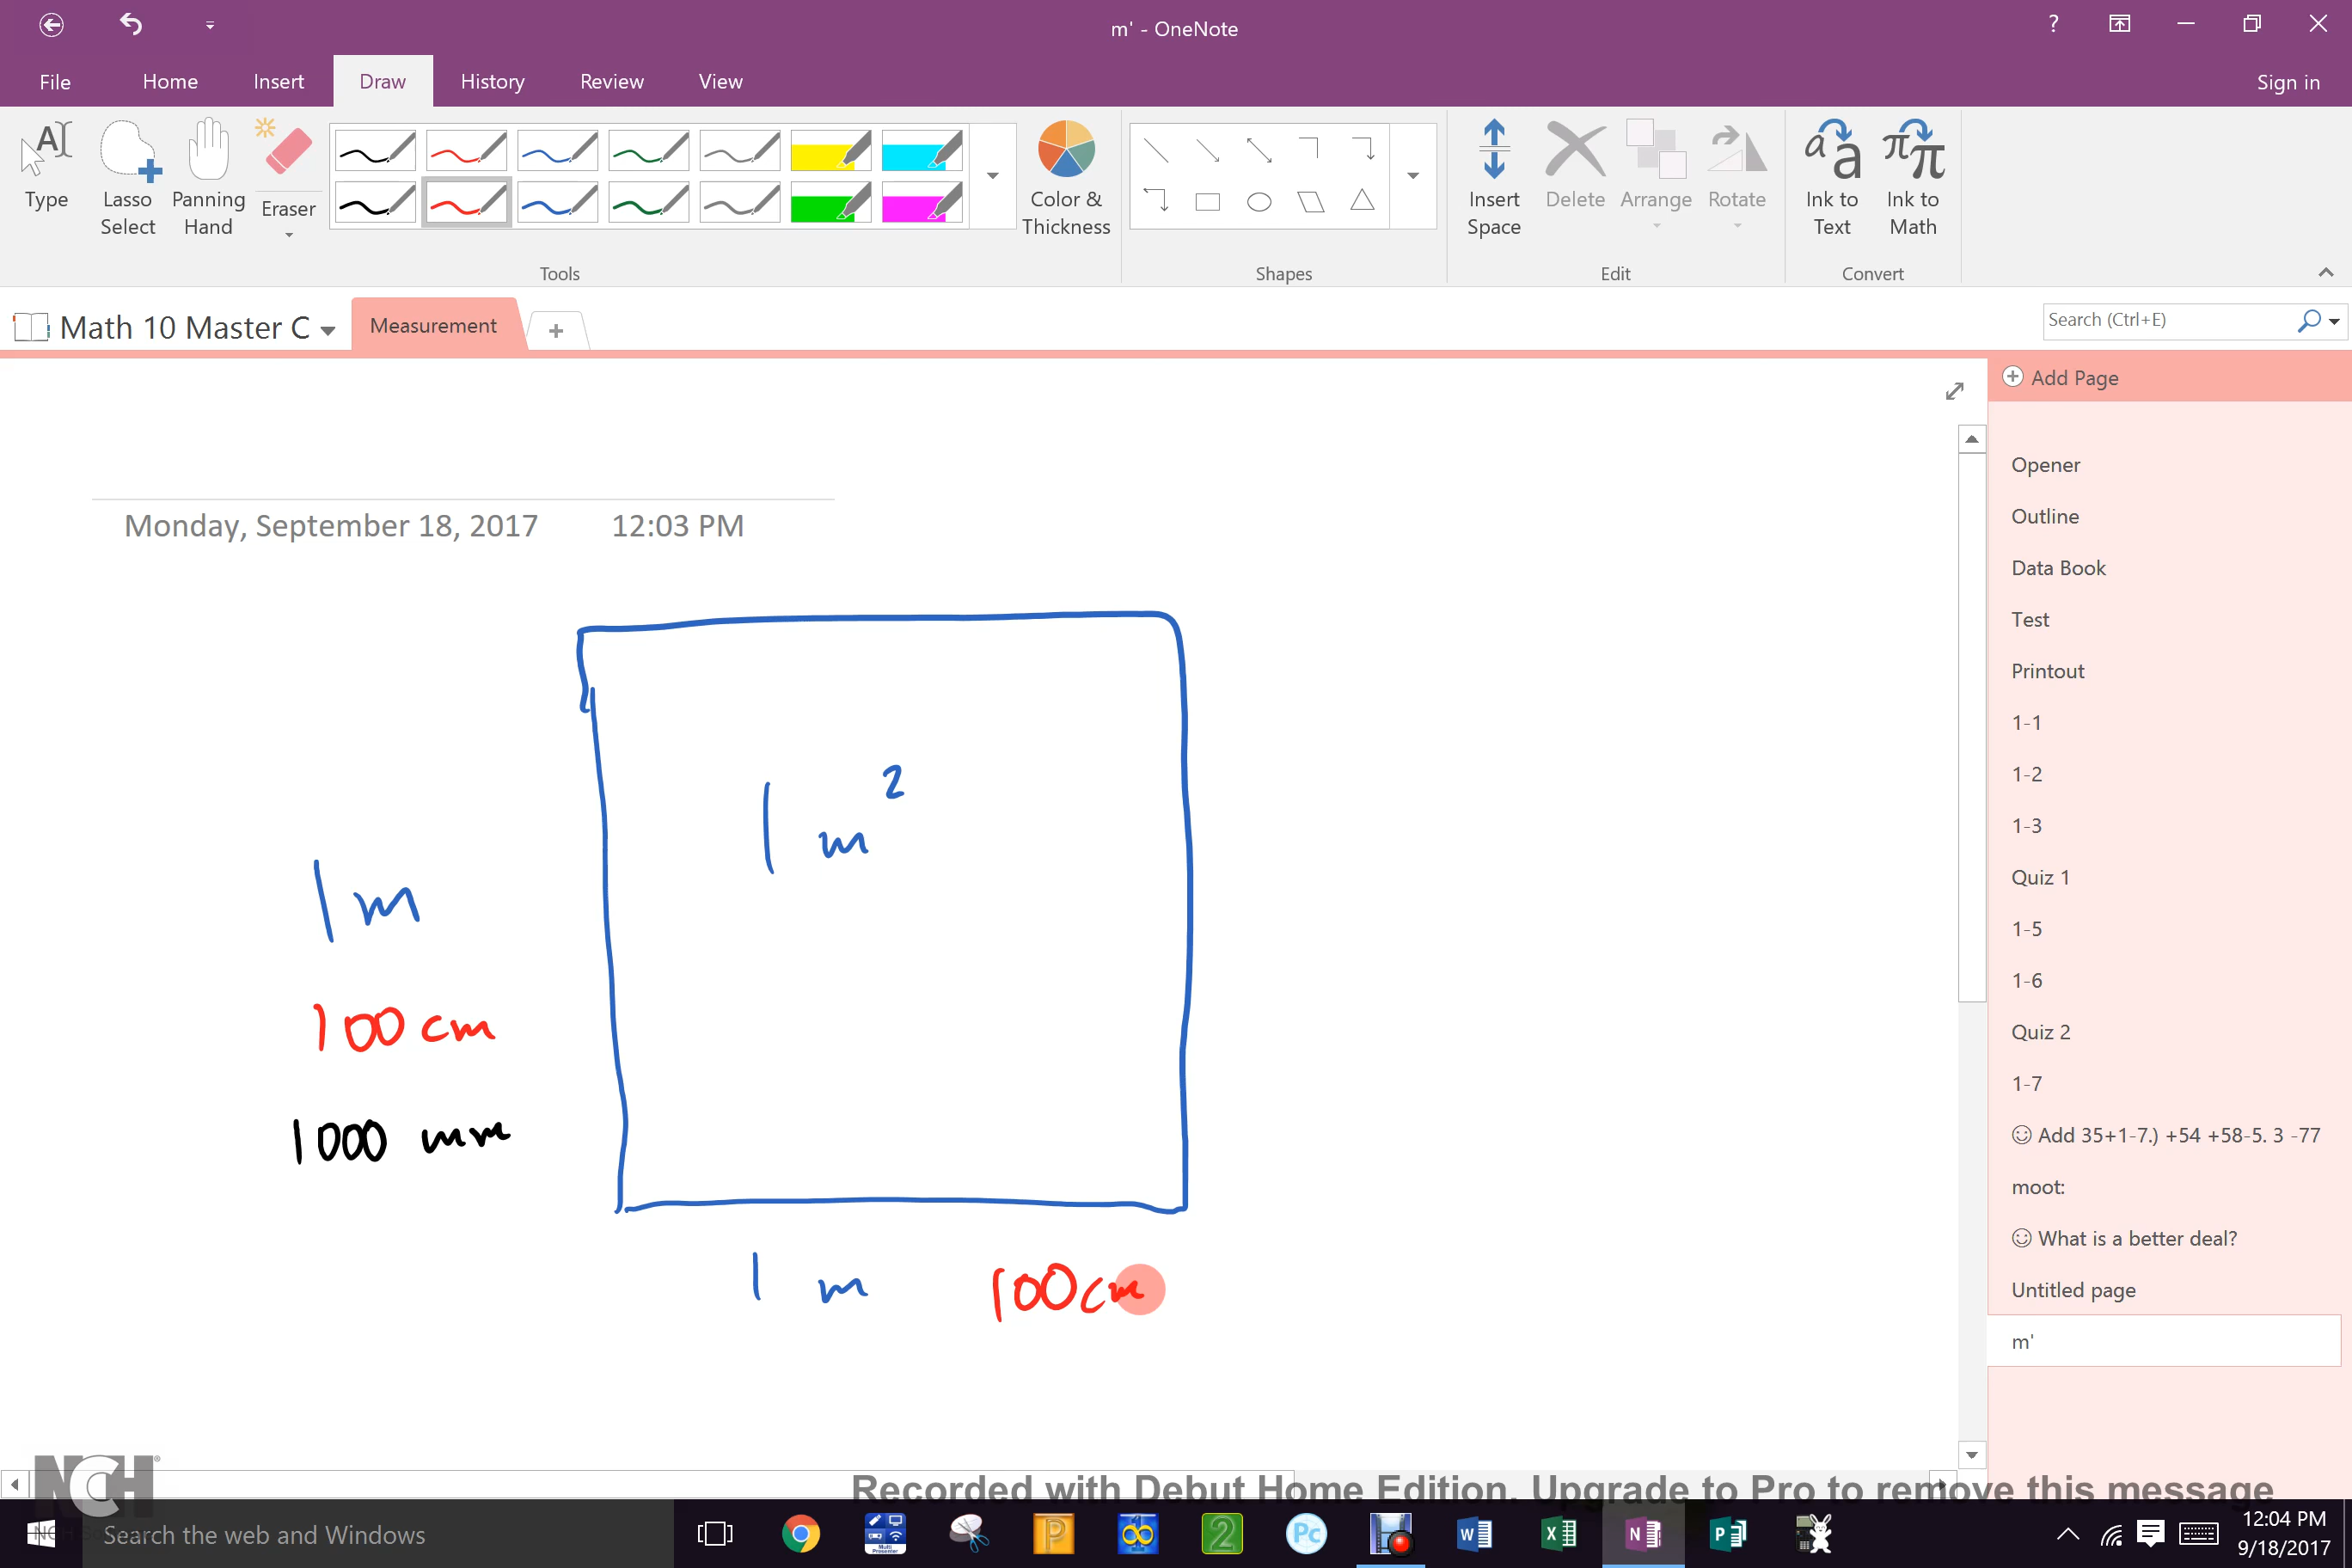 m' - OneNote
?
File Home Insert Draw History Review View Sign in
Type
Lasso Select
Panning Hand
Eraser
Color & Thickness
Insert Space
Delete
Arrange
Rotate
Ink to Text
Ink to Math
Tools Shapes Edit Convert
Math 10 Master C
Measurement
Search (Ctrl+E)
Add Page
Opener
Outline
Data Book
Test
Printout
1-1
1-2
1-3
Quiz 1
1-5
1-6
Quiz 2
1-7
☺ Add 35+1-7.) +54 +58-5. 3 -77
moot:
☺ What is a better deal?
Untitled page
m'
Monday, September 18, 2017 12:03 PM
1 m²
1 m
100 cm
1000 mm
1 m 100cm
NCH
Recorded with Debut Home Edition. Upgrade to Pro to remove this message
Search the web and Windows
12:04 PM
9/18/2017